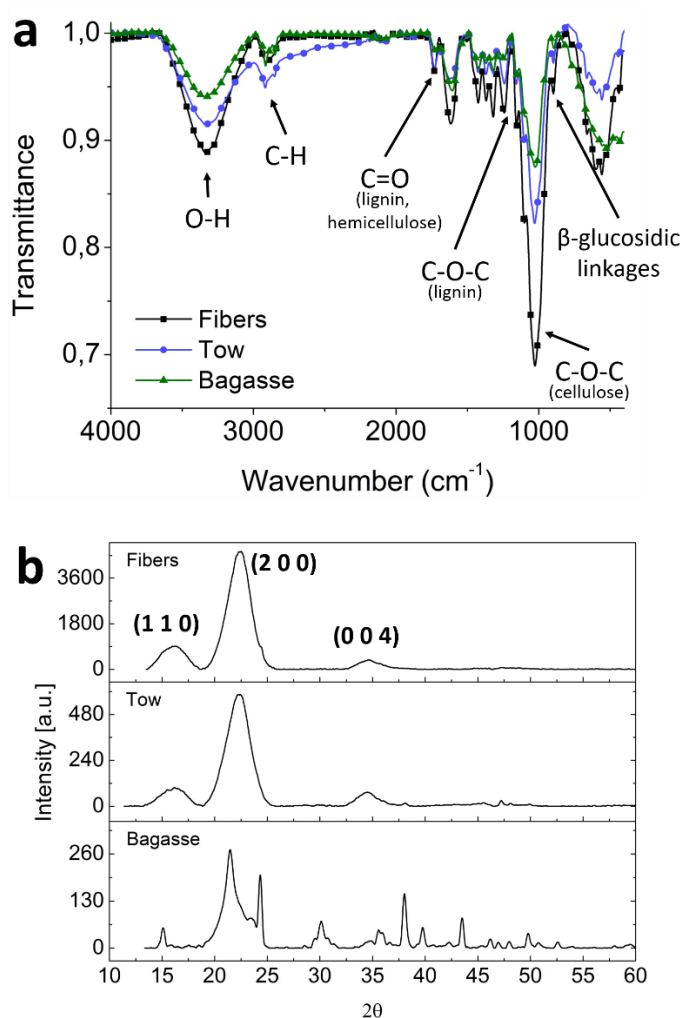 a
1,0
0,9
0,8
0,7
Transmittance
O-H
C-H
C=O
(lignin,
hemicellulose)
C-O-C
(lignin)
β-glucosidic
linkages
C-O-C
(cellulose)
Fibers
Tow
Bagasse
4000 3000 2000 1000
Wavenumber (cm⁻¹)
b
Fibers
(1 1 0)
(2 0 0)
(0 0 4)
3600
1800
0
Tow
480
240
0
Intensity [a.u.]
Bagasse
260
130
0
10 15 20 25 30 35 40 45 50 55 60
2θ